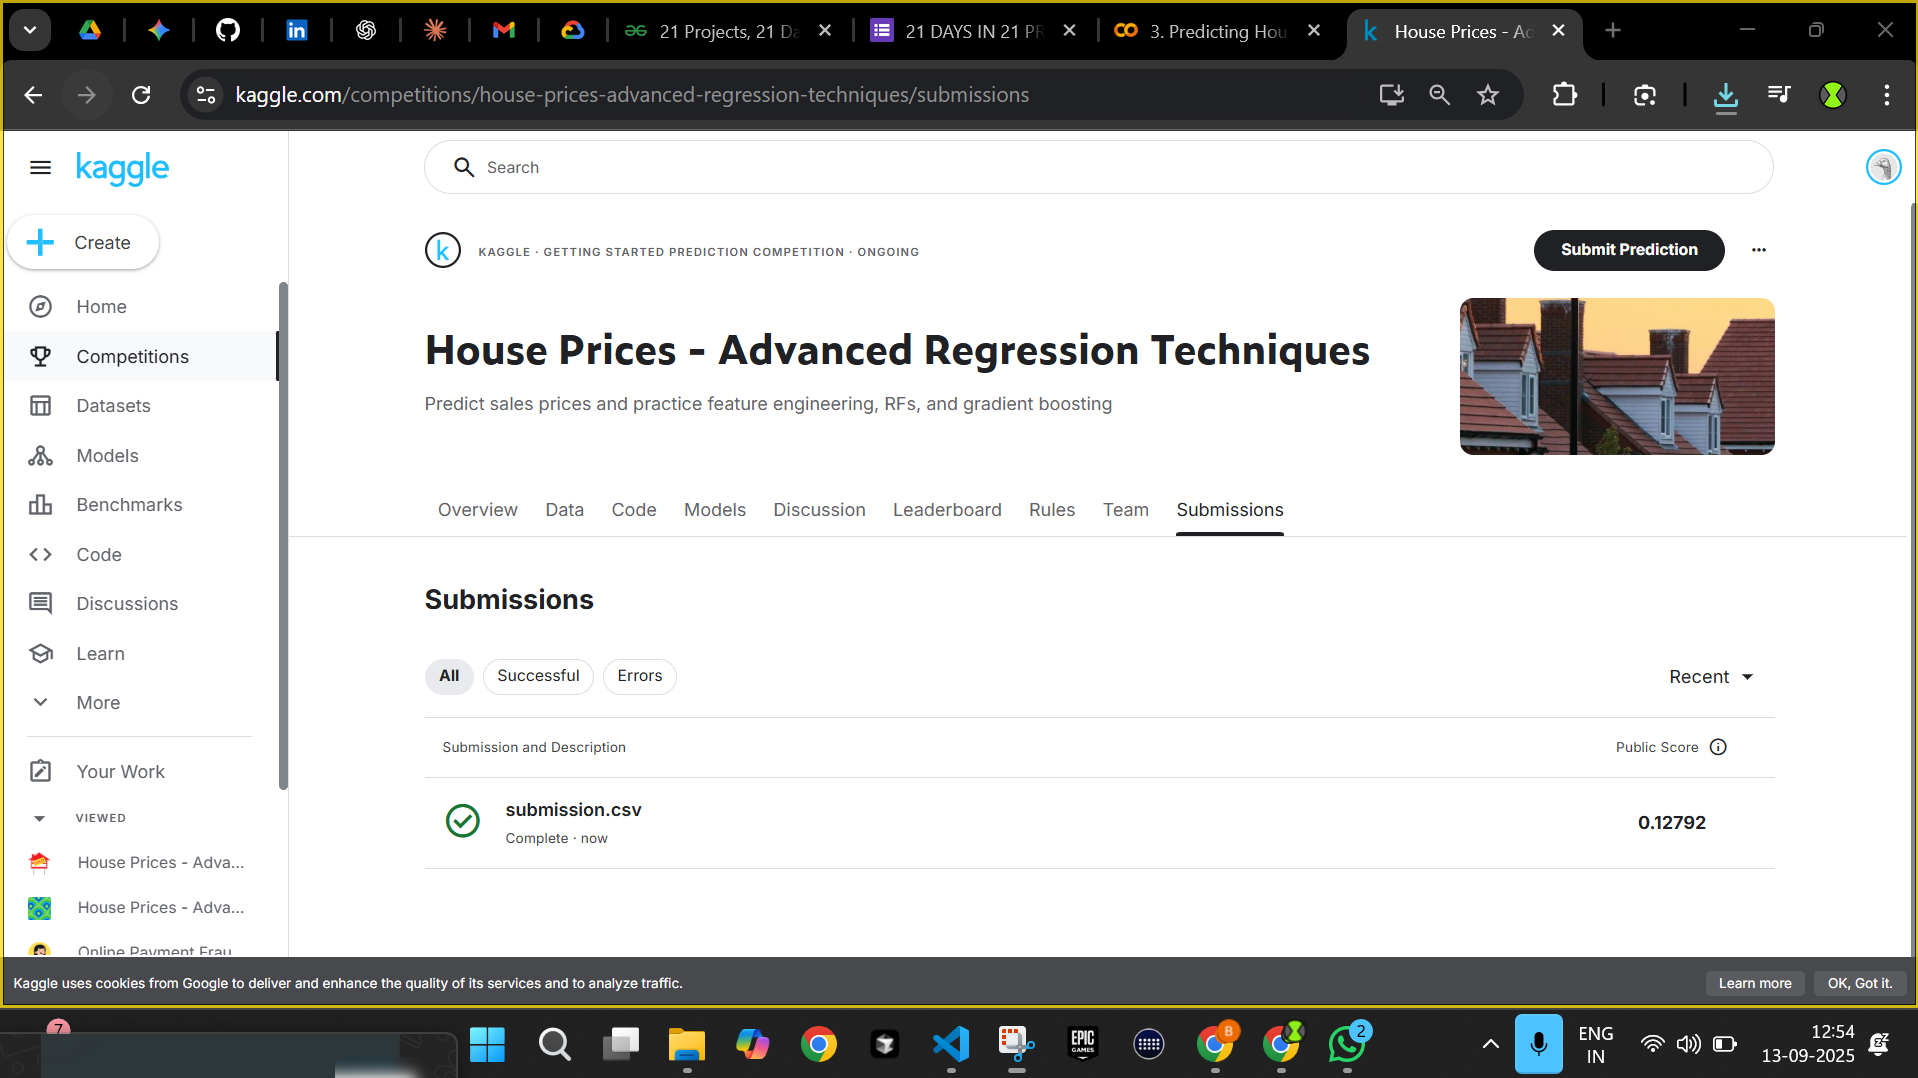 21 Projects, 21 Da
21 DAYS IN 21 PR
3. Predicting Hou
House Prices - Ad
kaggle.com/competitions/house-prices-advanced-regression-techniques/submissions
kaggle
Search
Create
KAGGLE · GETTING STARTED PREDICTION COMPETITION · ONGOING
Submit Prediction
Home
Competitions
Datasets
Models
Benchmarks
Code
Discussions
Learn
More
Your Work
VIEWED
House Prices - Adva...
House Prices - Adva...
Online Payment Frau
House Prices - Advanced Regression Techniques
Predict sales prices and practice feature engineering, RFs, and gradient boosting
Overview
Data
Code
Models
Discussion
Leaderboard
Rules
Team
Submissions
Submissions
All
Successful
Errors
Recent
Submission and Description
Public Score
submission.csv
Complete · now
0.12792
Kaggle uses cookies from Google to deliver and enhance the quality of its services and to analyze traffic.
Learn more
OK, Got it.
7
EPIC
GAMES
B
2
ENG
IN
12:54
13-09-2025